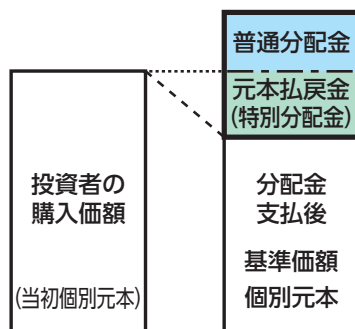 普通分配金
元本払戻金
(特別分配金)
投資者の
購入価額
(当初個別元本)
分配金
支払後
基準価額
個別元本